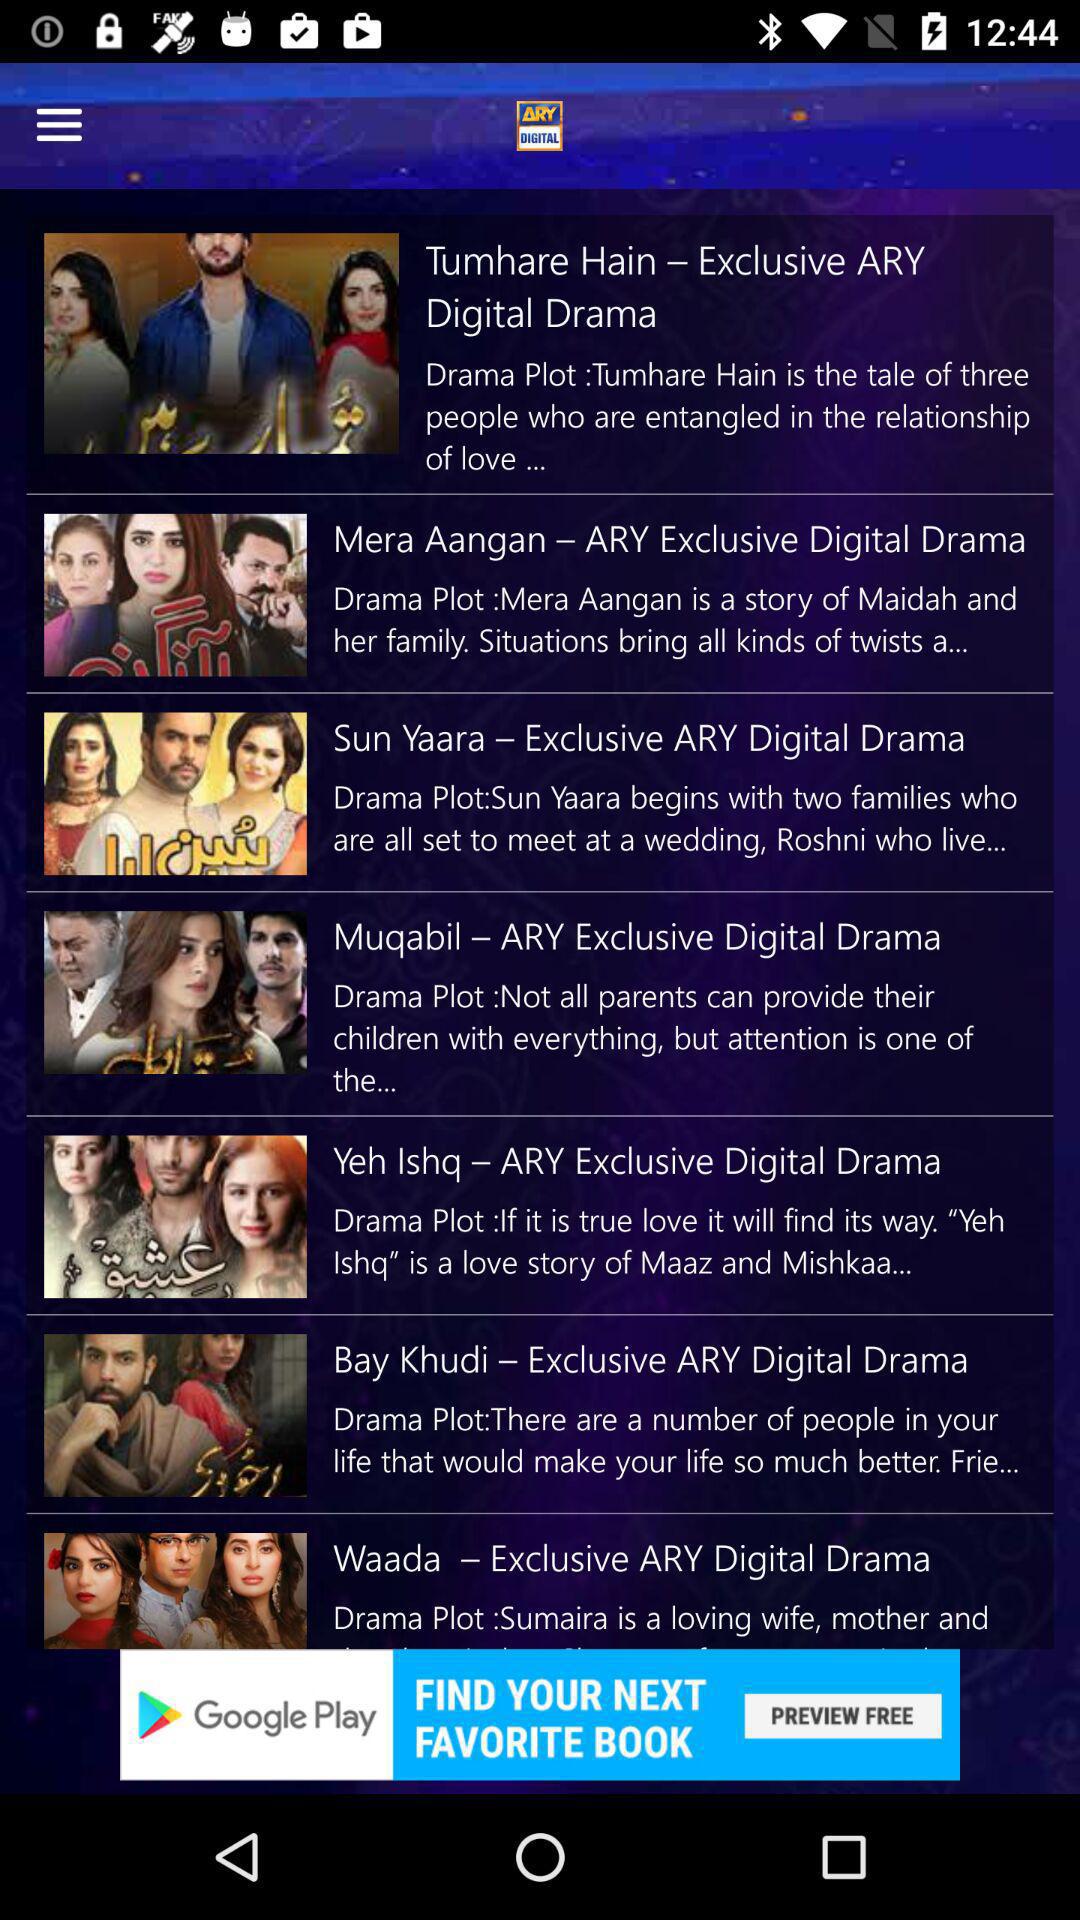 FAKE
12:44
ARY
DIGITAL
Tumhare Hain – Exclusive ARY
Digital Drama
Drama Plot :Tumhare Hain is the tale of three
people who are entangled in the relationship
of love ...
تمہارے ہیں
Mera Aangan – ARY Exclusive Digital Drama
Drama Plot :Mera Aangan is a story of Maidah and
her family. Situations bring all kinds of twists a...
آنگن
Sun Yaara – Exclusive ARY Digital Drama
Drama Plot:Sun Yaara begins with two families who
are all set to meet at a wedding, Roshni who live...
سُن یارا
Muqabil – ARY Exclusive Digital Drama
Drama Plot :Not all parents can provide their
children with everything, but attention is one of
the...
Yeh Ishq – ARY Exclusive Digital Drama
Drama Plot :If it is true love it will find its way. “Yeh
Ishq” is a love story of Maaz and Mishkaa...
عشق
Bay Khudi – Exclusive ARY Digital Drama
Drama Plot:There are a number of people in your
life that would make your life so much better. Frie...
Waada – Exclusive ARY Digital Drama
Drama Plot :Sumaira is a loving wife, mother and
Google Play
FIND YOUR NEXT
FAVORITE BOOK
PREVIEW FREE